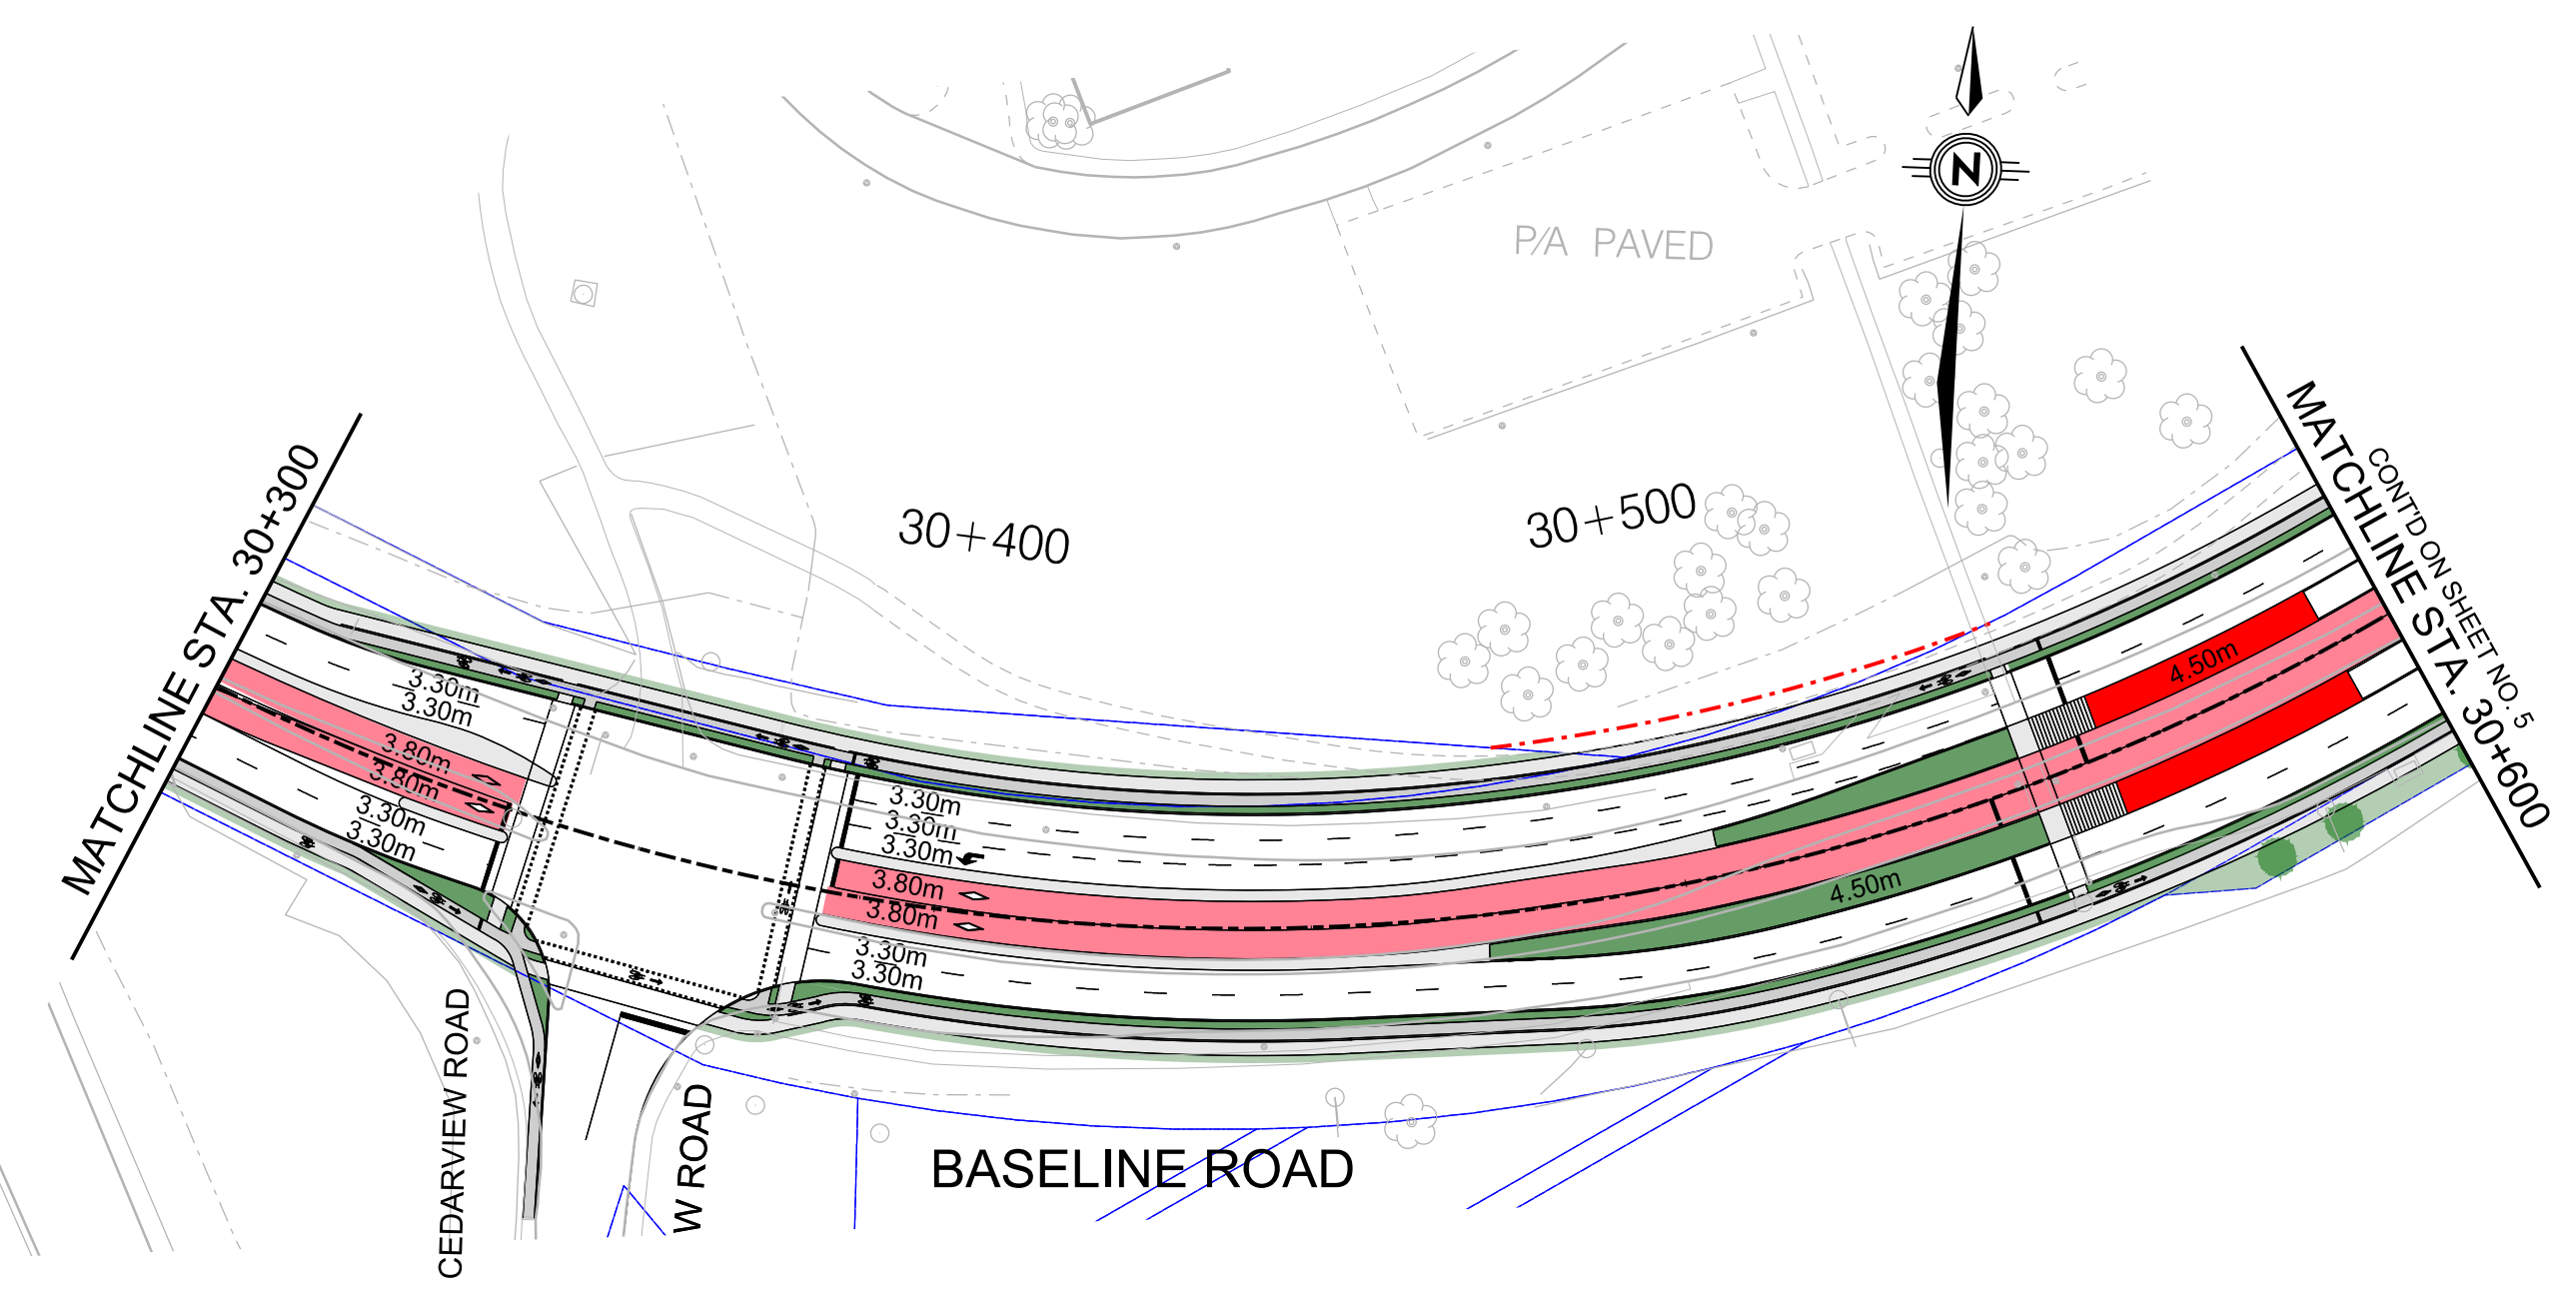 N
P/A PAVED
MATCHLINE STA. 30+300
30+400
30+500
MATCHLINE STA. 30+600
CONT'D ON SHEET NO. 5
3.30m
3.30m
3.80m
3.80m
3.30m
3.30m
3.30m
3.30m
3.30m
3.80m
3.80m
3.30m
3.30m
4.50m
4.50m
CEDARVIEW ROAD
W ROAD
BASELINE ROAD